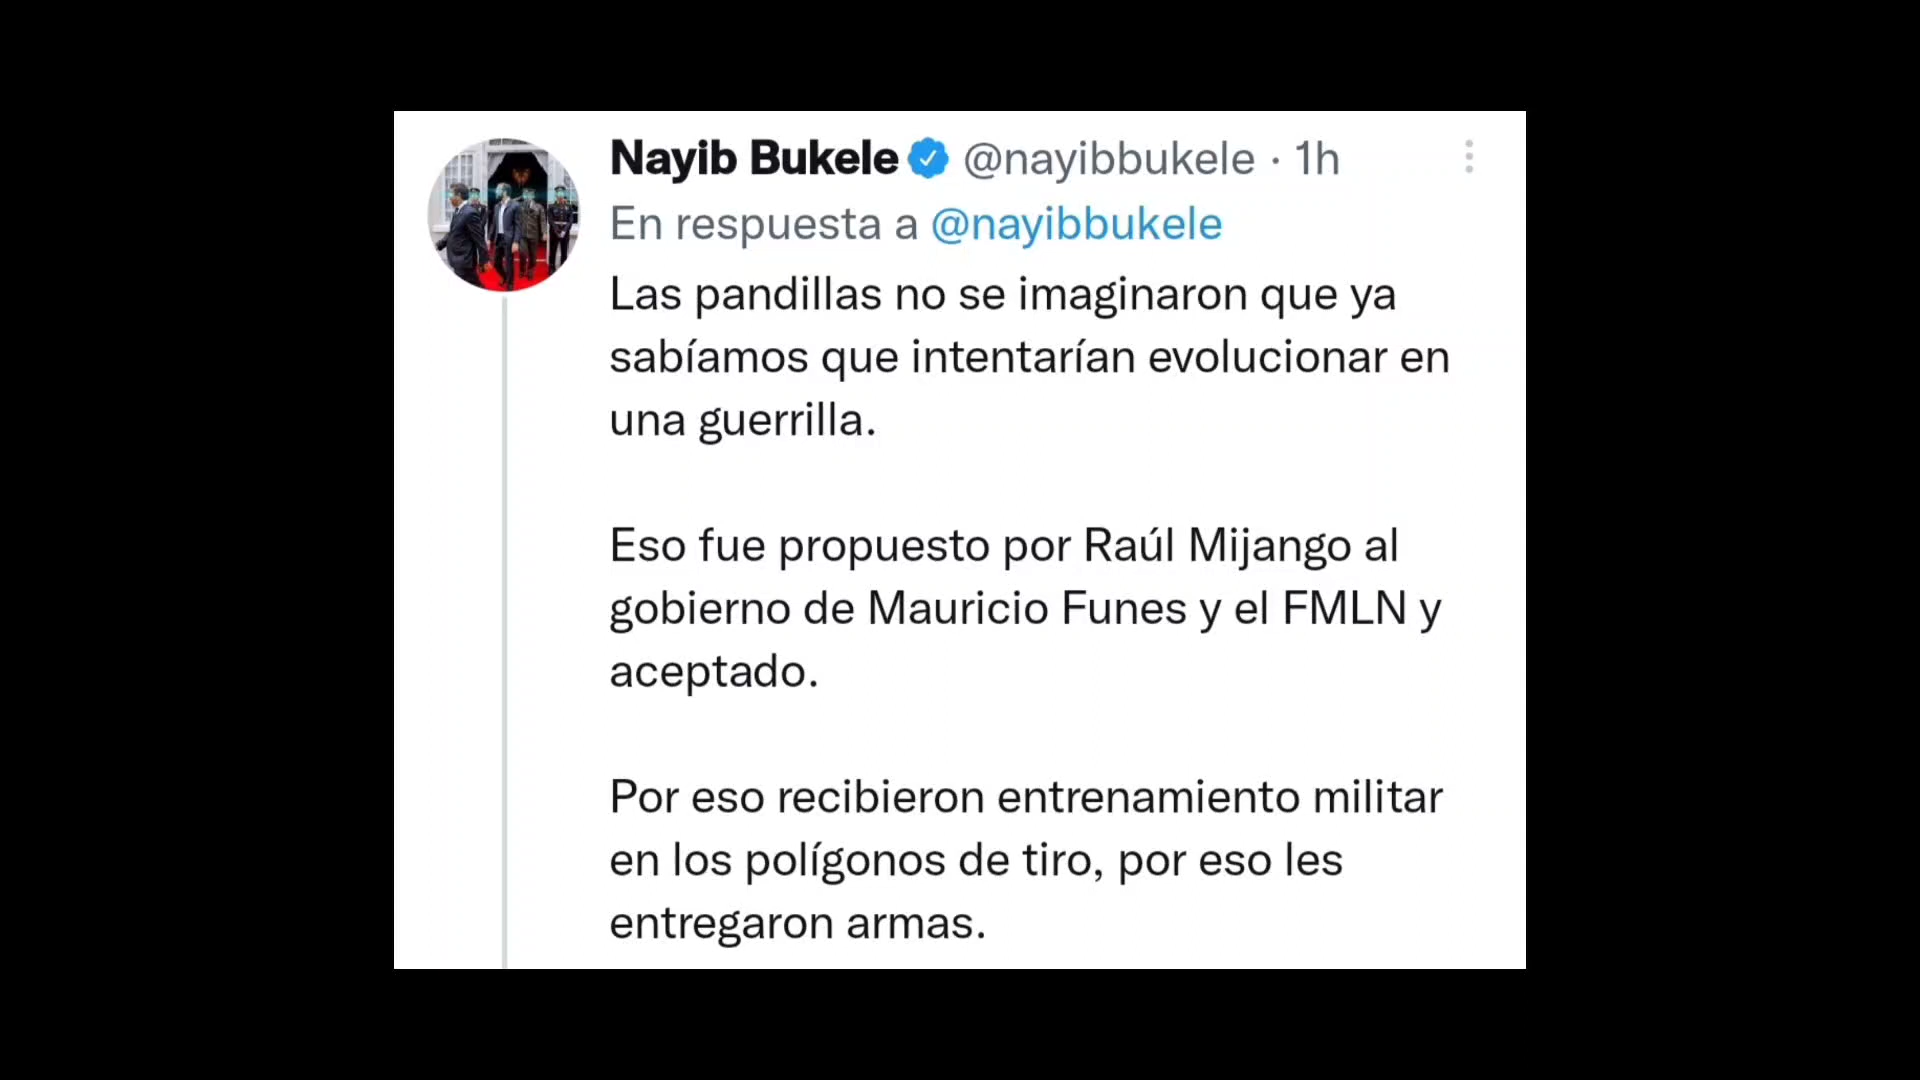 Nayib Bukele @nayibbukele · 1h
En respuesta a @nayibbukele
Las pandillas no se imaginaron que ya
sabíamos que intentarían evolucionar en
una guerrilla.
Eso fue propuesto por Raúl Mijango al
gobierno de Mauricio Funes y el FMLN y
aceptado.
Por eso recibieron entrenamiento militar
en los polígonos de tiro, por eso les
entregaron armas.